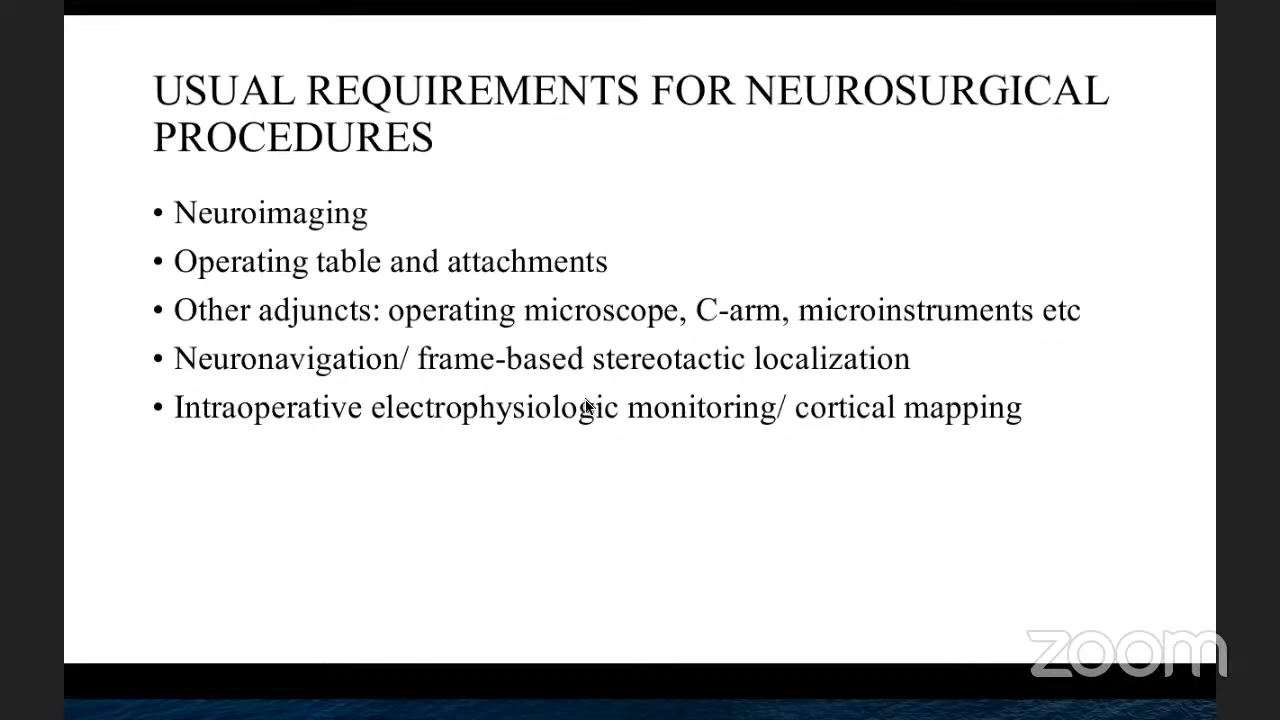 USUAL REQUIREMENTS FOR NEUROSURGICAL
PROCEDURES
• Neuroimaging
• Operating table and attachments
• Other adjuncts: operating microscope, C-arm, microinstruments etc
• Neuronavigation/ frame-based stereotactic localization
• Intraoperative electrophysiologic monitoring/ cortical mapping
zoom